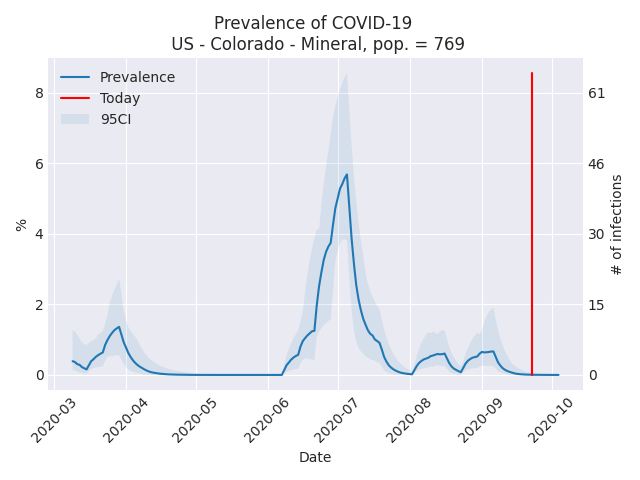 Prevalence of COVID-19
US - Colorado - Mineral, pop. = 769
Prevalence
Today
95CI
8
6
4
2
0
%
61
46
30
15
0
# of infections
2020-03
2020-04
2020-05
2020-06
2020-07
2020-08
2020-09
2020-10
Date